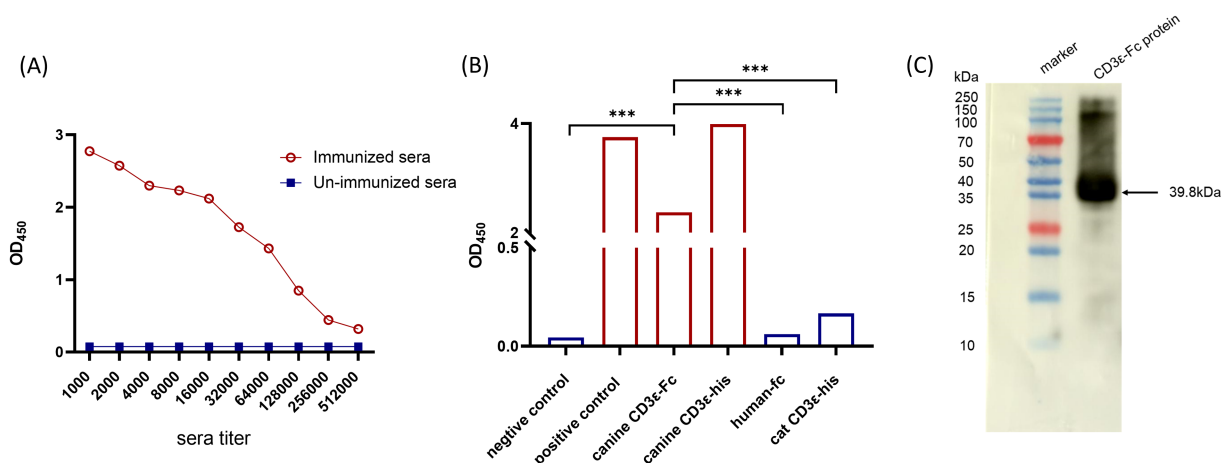 (A)
3
2
1
0
OD450
Immunized sera
Un-immunized sera
1000
2000
4000
8000
16000
32000
64000
128000
256000
512000
sera titer
(B)
***
***
***
4
2
0.5
0.0
OD450
negtive control
positive control
canine CD3ε-Fc
canine CD3ε-his
human-fc
cat CD3ε-his
(C)
marker
CD3ε-Fc protein
kDa
250
150
100
70
50
40
35
25
20
15
10
39.8kDa